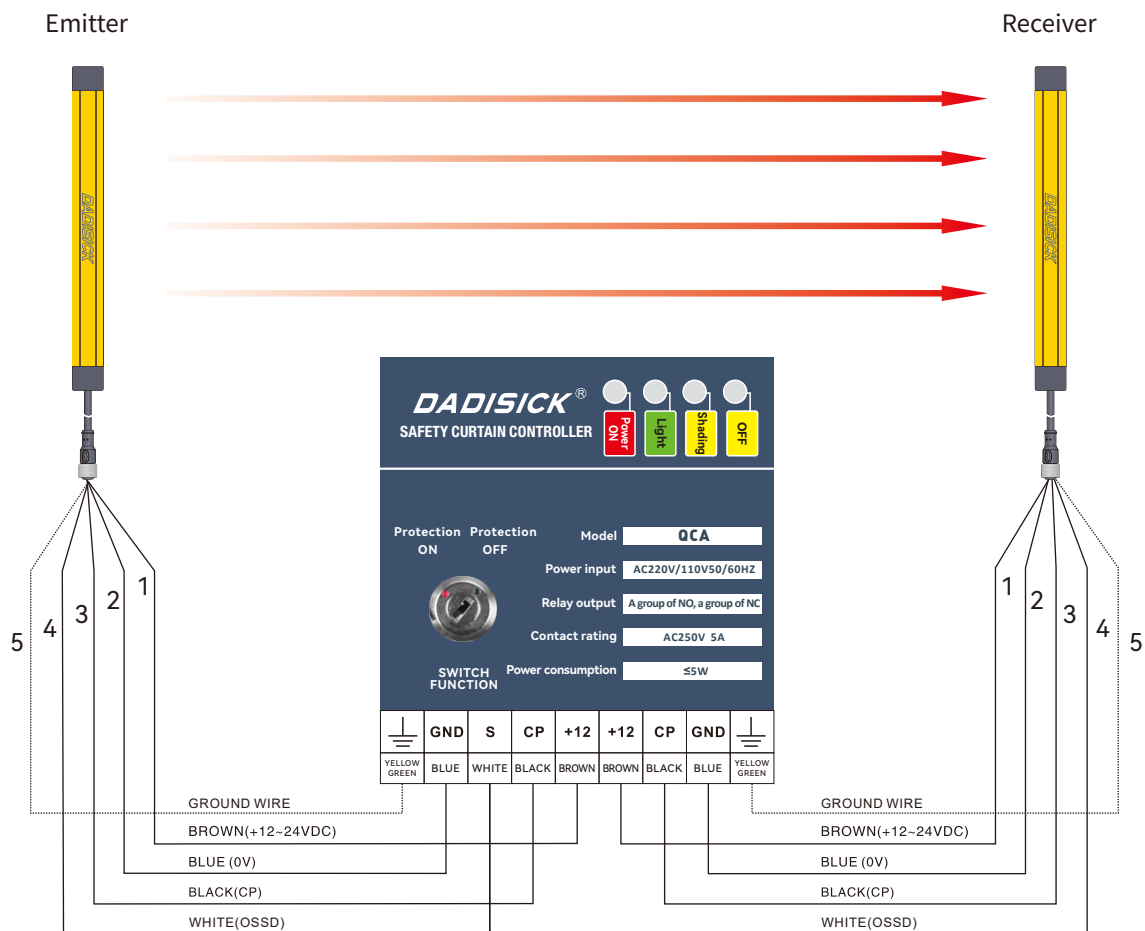 Emitter
Receiver
DADISICK
DADISICK
DADISICK®
SAFETY CURTAIN CONTROLLER
Power ON
Light
Shading
OFF
Protection ON
Protection OFF
SWITCH FUNCTION
Model QCA
Power input AC220V/110V50/60HZ
Relay output A group of NO, a group of NC
Contact rating AC250V 5A
Power consumption ≤5W
5 4 3 2 1
1 2 3 4 5
GND S CP +12 +12 CP GND
YELLOW GREEN BLUE WHITE BLACK BROWN BROWN BLACK BLUE YELLOW GREEN
GROUND WIRE
BROWN(+12~24VDC)
BLUE (0V)
BLACK(CP)
WHITE(OSSD)
GROUND WIRE
BROWN(+12~24VDC)
BLUE (0V)
BLACK(CP)
WHITE(OSSD)